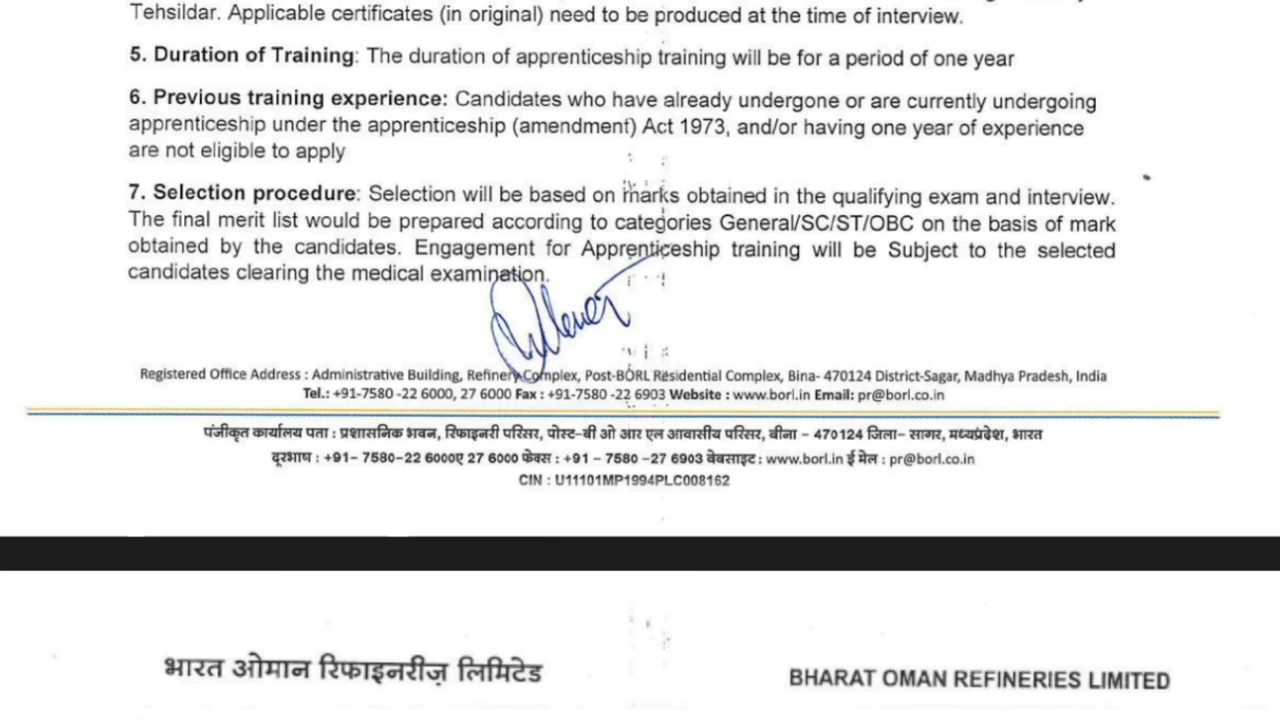 Tehsildar. Applicable certificates (in original) need to be produced at the time of interview.
5. Duration of Training: The duration of apprenticeship training will be for a period of one year
6. Previous training experience: Candidates who have already undergone or are currently undergoing
apprenticeship under the apprenticeship (amendment) Act 1973, and/or having one year of experience
are not eligible to apply
7. Selection procedure: Selection will be based on marks obtained in the qualifying exam and interview.
The final merit list would be prepared according to categories General/SC/ST/OBC on the basis of mark
obtained by the candidates. Engagement for Apprenticeship training will be Subject to the selected
candidates clearing the medical examination.
Registered Office Address : Administrative Building, Refinery Complex, Post-BORL Residential Complex, Bina- 470124 District-Sagar, Madhya Pradesh, India
Tel.: +91-7580 -22 6000, 27 6000 Fax : +91-7580 -22 6903 Website : www.borl.in Email: pr@borl.co.in
पंजीकृत कार्यालय पता : प्रशासनिक भवन, रिफाइनरी परिसर, पोस्ट-बी ओ आर एल आवासीय परिसर, बीना – 470124 जिला– सागर, मध्यप्रदेश, भारत
दूरभाष : +91– 7580–22 6000ए 27 6000 फेक्स : +91 – 7580 –27 6903 वेबसाइट : www.borl.in ई मेल : pr@borl.co.in
CIN : U11101MP1994PLC008162
भारत ओमान रिफाइनरीज़ लिमिटेड
BHARAT OMAN REFINERIES LIMITED